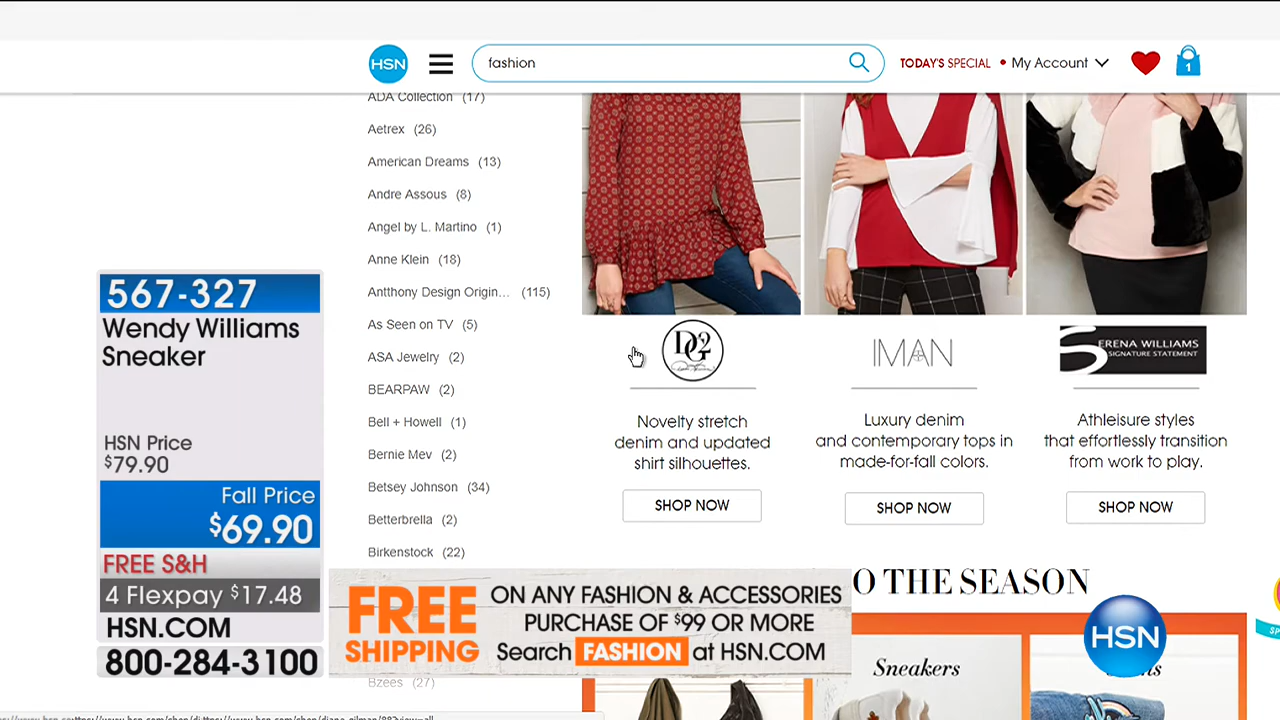 HSN
fashion
TODAY'S SPECIAL
My Account
1
ADA Collection (17)
Aetrex (26)
American Dreams (13)
Andre Assous (8)
Angel by L. Martino (1)
Anne Klein (18)
Antthony Design Origin... (115)
As Seen on TV (5)
ASA Jewelry (2)
BEARPAW (2)
Bell + Howell (1)
Bernie Mev (2)
Betsey Johnson (34)
Betterbrella (2)
Birkenstock (22)
Bzees (27)
DG2
Novelty stretch
denim and updated
shirt silhouettes.
SHOP NOW
IMAN
Luxury denim
and contemporary tops in
made-for-fall colors.
SHOP NOW
SERENA WILLIAMS
SIGNATURE STATEMENT
Athleisure styles
that effortlessly transition
from work to play.
SHOP NOW
O THE SEASON
Sneakers
HSN
567-327
Wendy Williams
Sneaker
HSN Price
$79.90
Fall Price
$69.90
FREE S&H
4 Flexpay $17.48
HSN.COM
800-284-3100
FREE
SHIPPING
ON ANY FASHION & ACCESSORIES
PURCHASE OF $99 OR MORE
Search FASHION at HSN.COM